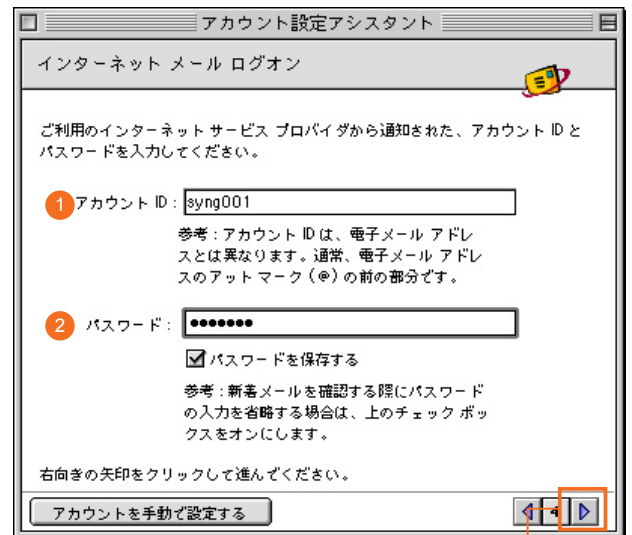 アカウント設定アシスタント
インターネット メール ログオン
ご利用のインターネット サービス プロバイダから通知された、アカウント ID と
パスワードを入力してください。
1 アカウント ID : syng001
参考 : アカウント ID は、電子メール アドレ
スとは異なります。通常、電子メール アドレ
スのアット マーク (@) の前の部分です。
2 パスワード : •••••••
パスワードを保存する
参考 : 新着メールを確認する際にパスワード
の入力を省略する場合は、上のチェック ボッ
クスをオンにします。
右向きの矢印をクリックして進んでください。
アカウントを手動で設定する 4